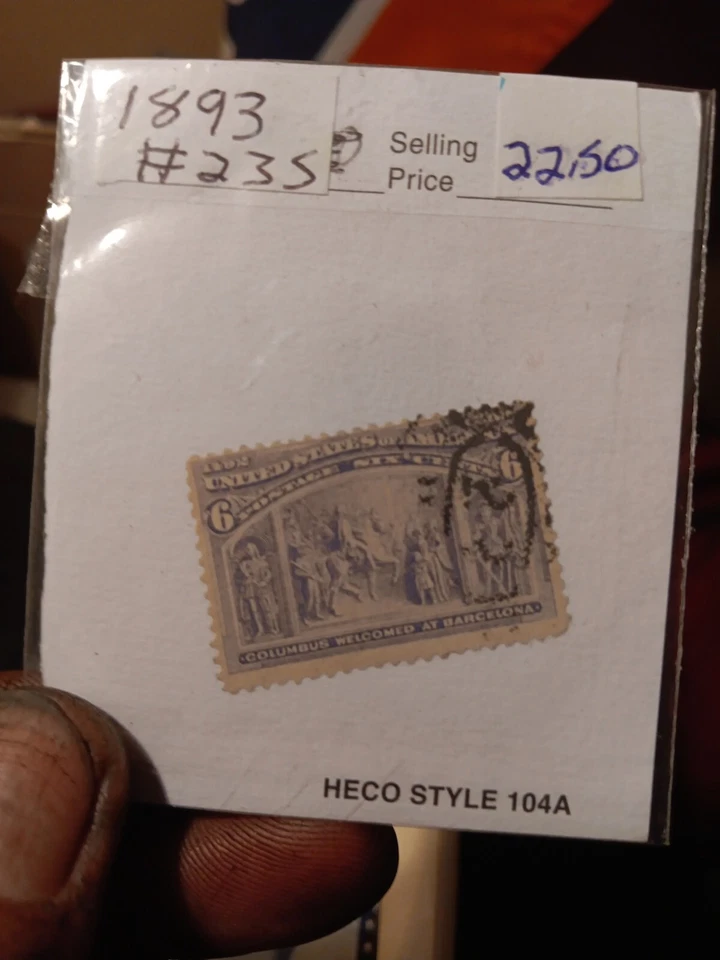 1893
#235
Selling
Price
22.50
1492
UNITED STATES OF
POSTAGE SIX CENTS
6
6
·COLUMBUS WELCOMED AT BARCELONA·
HECO STYLE 104A